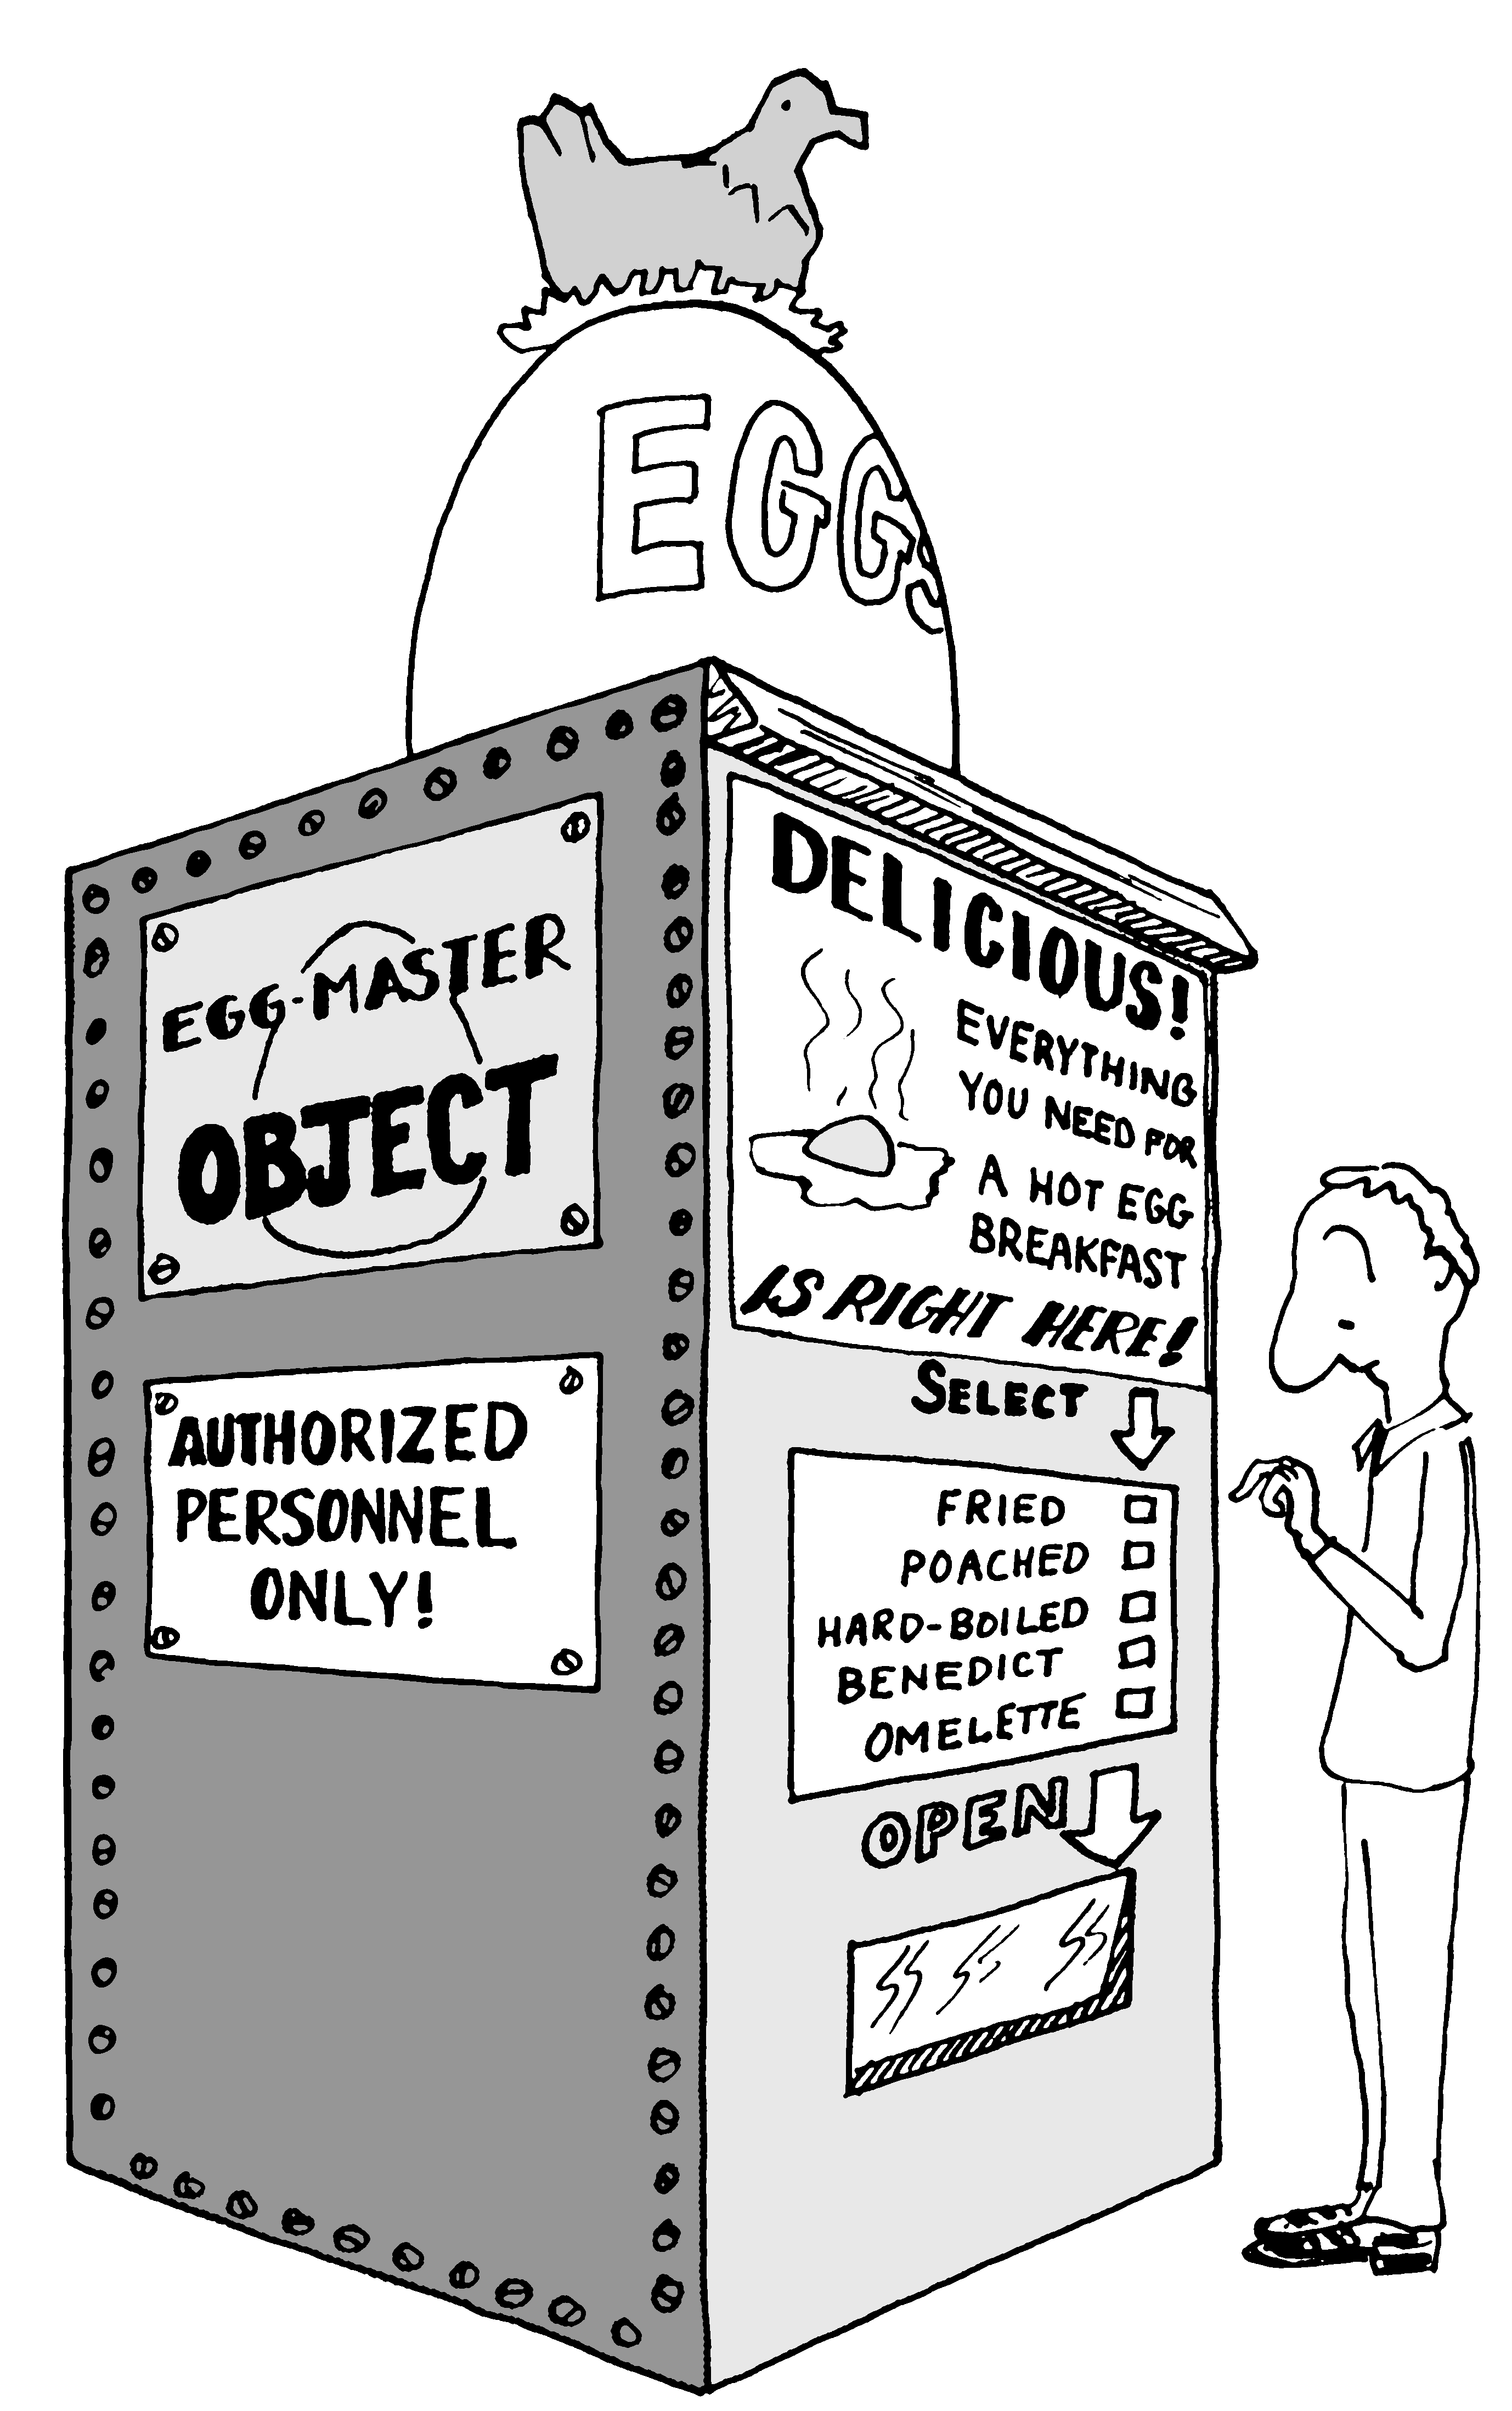 EGGS
EGG-MASTER
OBJECT
AUTHORIZED
PERSONNEL
ONLY!
DELICIOUS!
EVERYTHING
YOU NEED FOR
A HOT EGG
BREAKFAST
IS RIGHT HERE!
SELECT
FRIED
POACHED
HARD-BOILED
BENEDICT
OMELETTE
OPEN